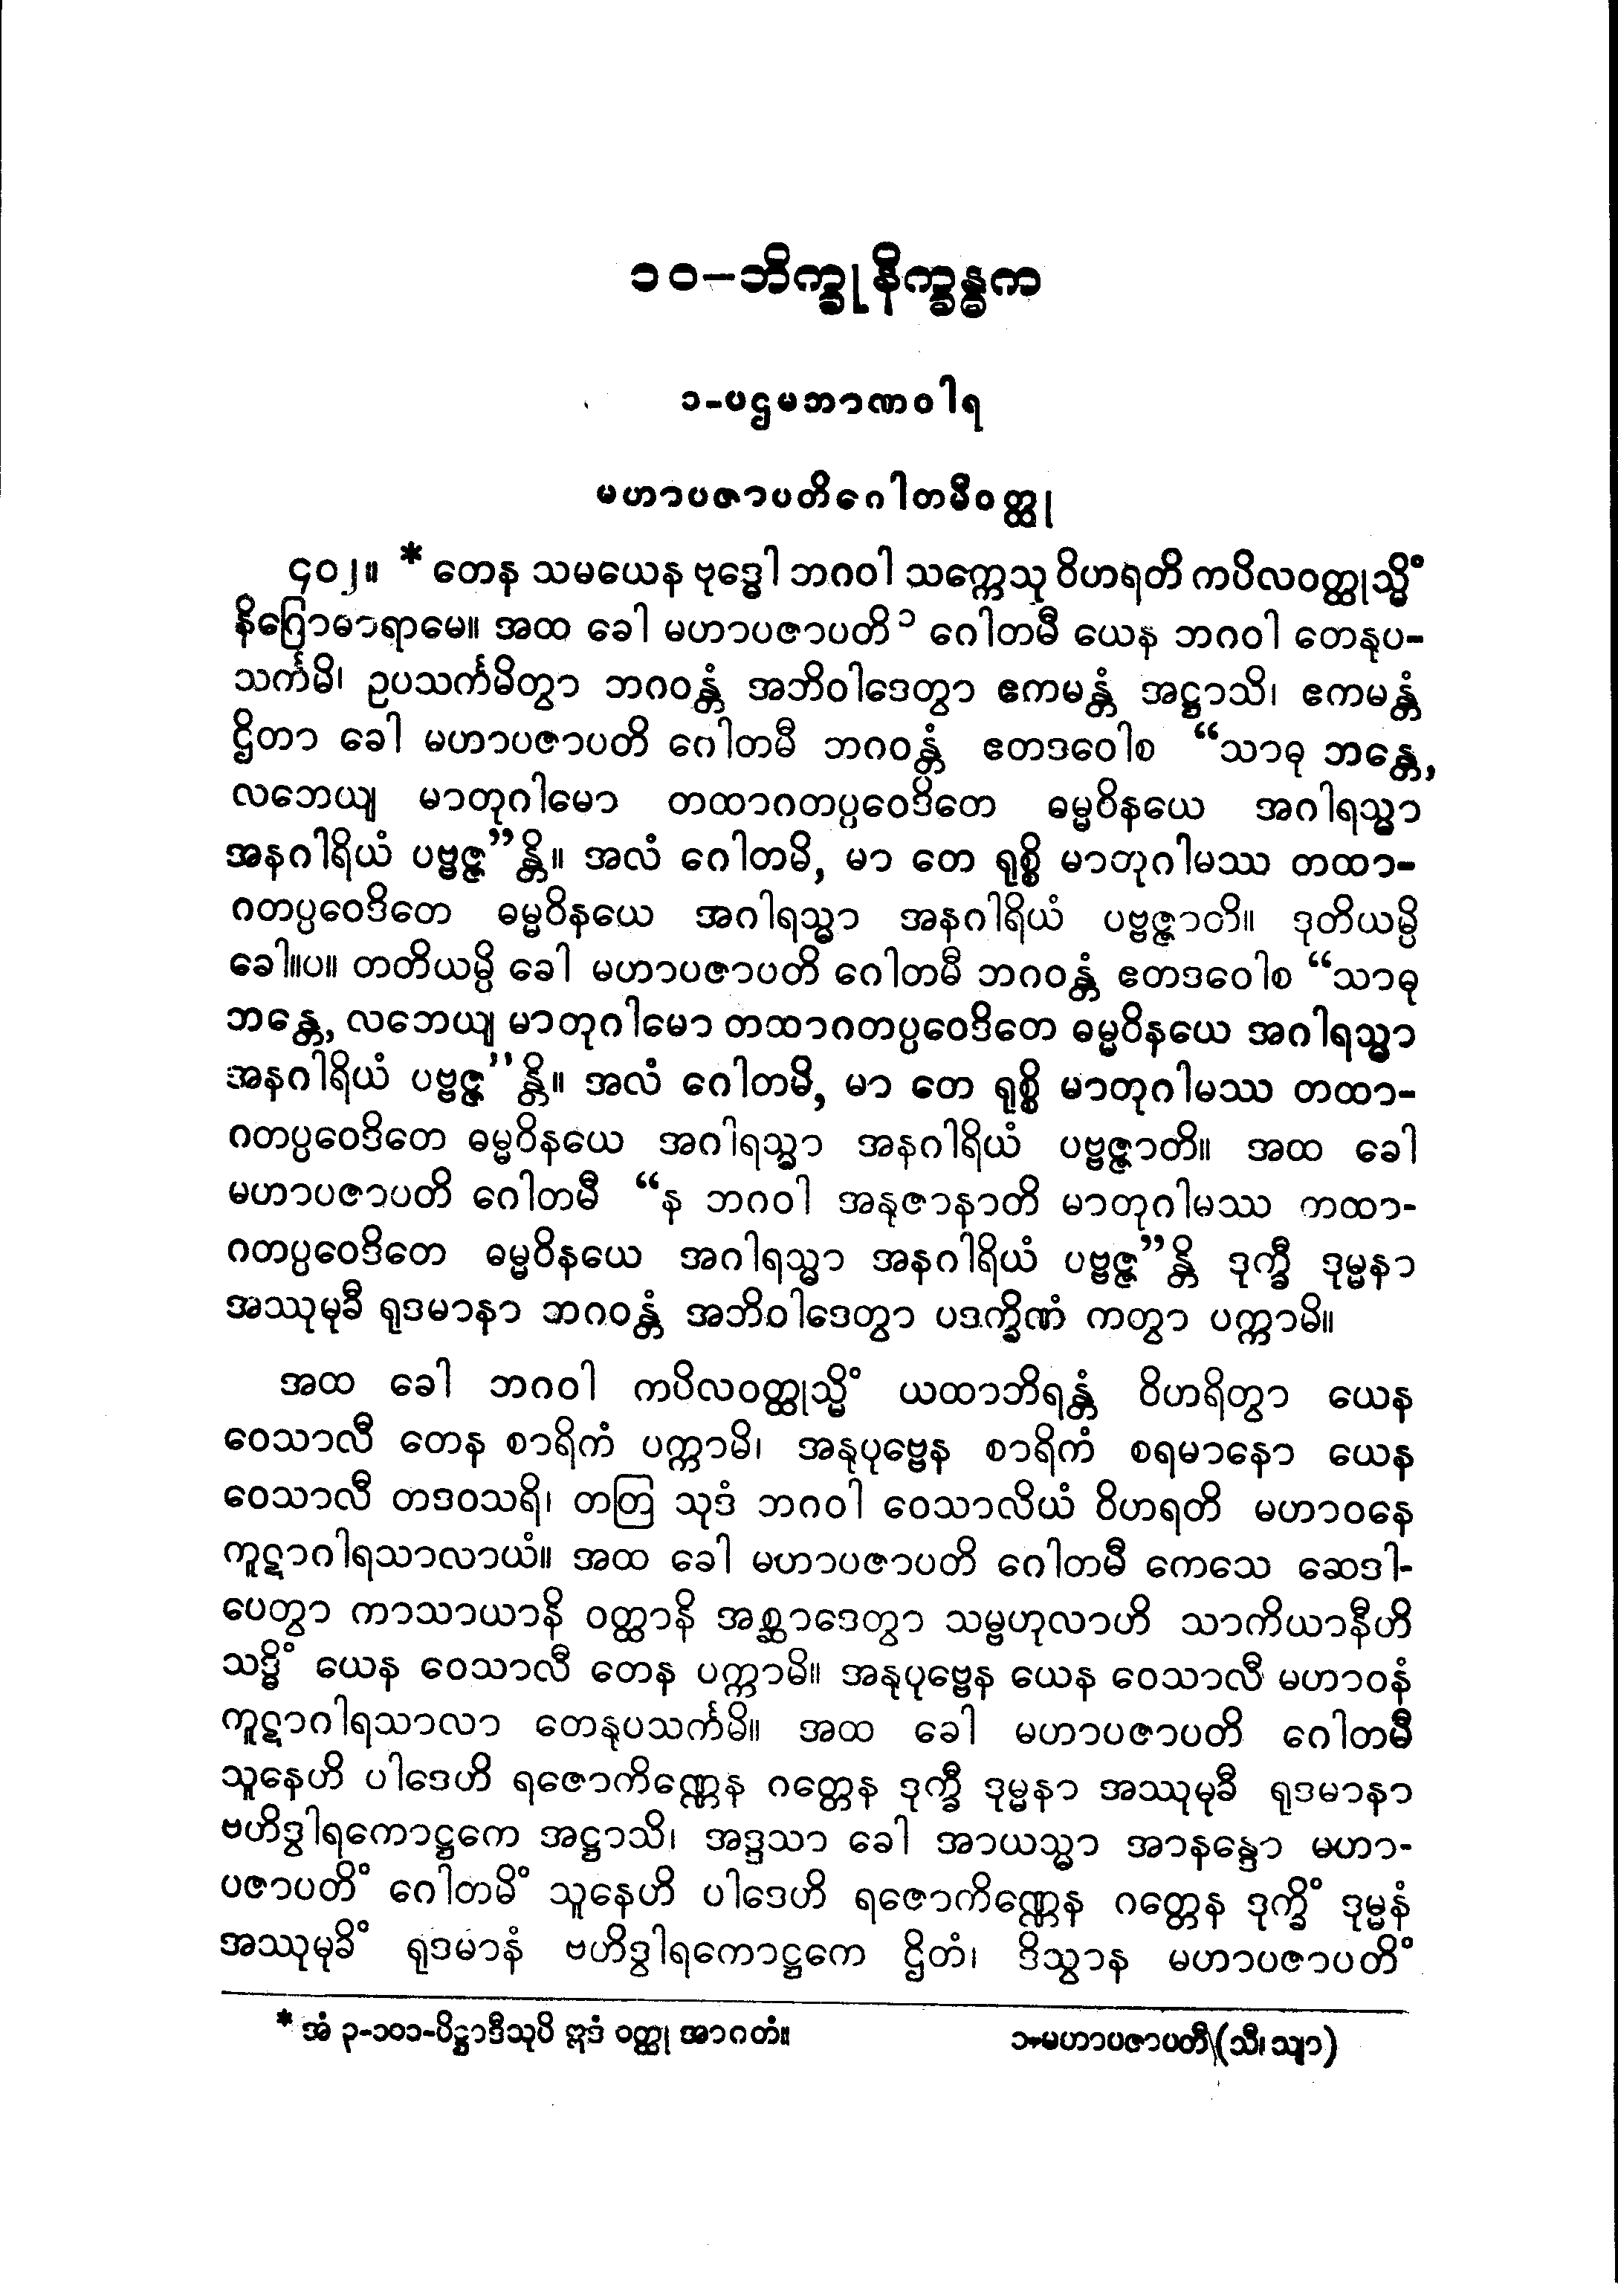 ၁၀-ဘိက္ခုနိက္ခန္ဓက
၁-ပဌမဘာဏဝါရ
မဟာပဇာပတိဂေါတမီဝတ္ထု
၄၀၂။ * တေန သမယေန ဗုဒ္ဓေါ ဘဂဝါ သက္ကေသု ဝိဟရတိ ကပိလဝတ္ထုသ္မိံ
နိဂြောဓာရာမေ။ အထ ခေါ မဟာပဇာပတိ ၁ ဂေါတမီ ယေန ဘဂဝါ တေနုပ-
သင်္ကမိ၊ ဥပသင်္ကမိတွာ ဘဂဝန္တံ အဘိဝါဒေတွာ ဧကမန္တံ အဋ္ဌာသိ၊ ဧကမန္တံ
ဌိတာ ခေါ မဟာပဇာပတိ ဂေါတမီ ဘဂဝန္တံ ဧတဒဝေါစ “သာဓု ဘန္တေ,
လဘေယျ မာတုဂါမော တထာဂတပ္ပဝေဒိတေ ဓမ္မဝိနယေ အဂါရသ္မာ
အနဂါရိယံ ပဗ္ဗဇ္ဇ”န္တိ။ အလံ ဂေါတမိ, မာ တေ ရုစ္စိ မာတုဂါမဿ တထာ-
ဂတပ္ပဝေဒိတေ ဓမ္မဝိနယေ အဂါရသ္မာ အနဂါရိယံ ပဗ္ဗဇ္ဇာတိ။ ဒုတိယမ္ပိ
ခေါ။ပ။ တတိယမ္ပိ ခေါ မဟာပဇာပတိ ဂေါတမီ ဘဂဝန္တံ ဧတဒဝေါစ “သာဓု
ဘန္တေ, လဘေယျ မာတုဂါမော တထာဂတပ္ပဝေဒိတေ ဓမ္မဝိနယေ အဂါရသ္မာ
အနဂါရိယံ ပဗ္ဗဇ္ဇ”န္တိ။ အလံ ဂေါတမိ, မာ တေ ရုစ္စိ မာတုဂါမဿ တထာ-
ဂတပ္ပဝေဒိတေ ဓမ္မဝိနယေ အဂါရသ္မာ အနဂါရိယံ ပဗ္ဗဇ္ဇာတိ။ အထ ခေါ
မဟာပဇာပတိ ဂေါတမီ “န ဘဂဝါ အနုဇာနာတိ မာတုဂါမဿ တထာ-
ဂတပ္ပဝေဒိတေ ဓမ္မဝိနယေ အဂါရသ္မာ အနဂါရိယံ ပဗ္ဗဇ္ဇ”န္တိ ဒုက္ခီ ဒုမ္မနာ
အဿုမုခီ ရုဒမာနာ ဘဂဝန္တံ အဘိဝါဒေတွာ ပဒက္ခိဏံ ကတွာ ပက္ကာမိ။
အထ ခေါ ဘဂဝါ ကပိလဝတ္ထုသ္မိံ ယထာဘိရန္တံ ဝိဟရိတွာ ယေန
ဝေသာလီ တေန စာရိကံ ပက္ကာမိ၊ အနုပုဗ္ဗေန စာရိကံ စရမာနော ယေန
ဝေသာလီ တဒဝသရိ၊ တတြ သုဒံ ဘဂဝါ ဝေသာလိယံ ဝိဟရတိ မဟာဝနေ
ကူဋာဂါရသာလာယံ။ အထ ခေါ မဟာပဇာပတိ ဂေါတမီ ကေသေ ဆေဒါ-
ပေတွာ ကာသာယာနိ ဝတ္ထာနိ အစ္ဆာဒေတွာ သမ္ဗဟုလာဟိ သာကိယာနီဟိ
သဒ္ဓိံ ယေန ဝေသာလီ တေန ပက္ကာမိ။ အနုပုဗ္ဗေန ယေန ဝေသာလီ မဟာဝနံ
ကူဋာဂါရသာလာ တေနုပသင်္ကမိ။ အထ ခေါ မဟာပဇာပတိ ဂေါတမီ
သူနေဟိ ပါဒေဟိ ရဇောကိဏ္ဏေန ဂတ္တေန ဒုက္ခီ ဒုမ္မနာ အဿုမုခီ ရုဒမာနာ
ဗဟိဒွါရကောဋ္ဌကေ အဋ္ဌာသိ၊ အဒ္ဒသာ ခေါ အာယသ္မာ အာနန္ဒော မဟာ-
ပဇာပတိံ ဂေါတမိံ သူနေဟိ ပါဒေဟိ ရဇောကိဏ္ဏေန ဂတ္တေန ဒုက္ခိံ ဒုမ္မနံ
အဿုမုခိံ ရုဒမာနံ ဗဟိဒွါရကောဋ္ဌကေ ဌိတံ၊ ဒိသွာန မဟာပဇာပတိံ
* အံ ၃-၁၀၁-ပိဋ္ဌာဒီသုပိ ဣဒံ ဝတ္ထု အာဂတံ။
၁-မဟာပဇာပတီ (သီ၊ သျာ)